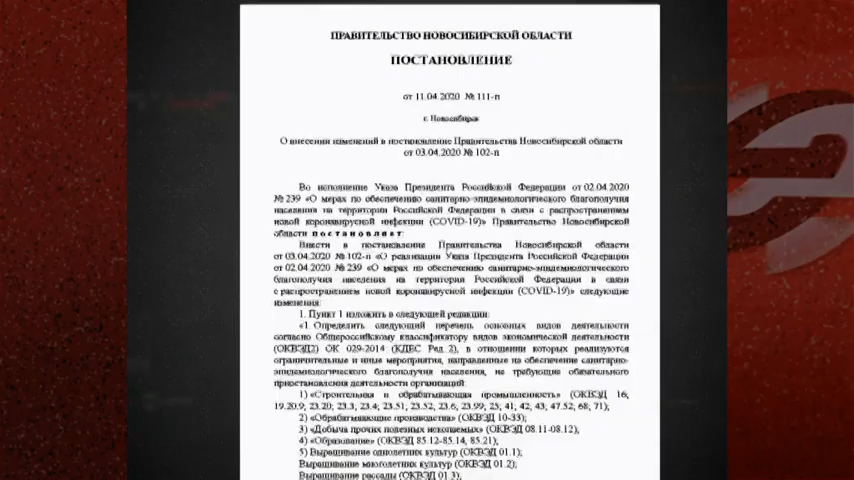 ПРАВИТЕЛЬСТВО НОВОСИБИРСКОЙ ОБЛАСТИ
ПОСТАНОВЛЕНИЕ
от 11.04.2020 № 111-п
г. Новосибирск
О внесении изменений в постановление Правительства Новосибирской области
от 03.04.2020 № 102-п
Во исполнение Указа Президента Российской Федерации от 02.04.2020
№ 239 «О мерах по обеспечению санитарно-эпидемиологического благополучия
населения на территории Российской Федерации в связи с распространением
новой коронавирусной инфекции (COVID-19)» Правительство Новосибирской
области п о с т а н о в л я е т:
Внести в постановление Правительства Новосибирской области
от 03.04.2020 № 102-п «О реализации Указа Президента Российской Федерации
от 02.04.2020 № 239 «О мерах по обеспечению санитарно-эпидемиологического
благополучия населения на территории Российской Федерации в связи
с распространением новой коронавирусной инфекции (COVID-19)» следующие
изменения:
1. Пункт 1 изложить в следующей редакции:
«1. Определить следующий перечень основных видов деятельности
согласно Общероссийскому классификатору видов экономической деятельности
(ОКВЭД2) ОК 029-2014 (КДЕС Ред. 2), в отношении которых реализуются
ограничительные и иные мероприятия, направленные на обеспечение санитарно-
эпидемиологического благополучия населения, не требующие обязательного
приостановления деятельности организаций:
1) «Строительная и обрабатывающая промышленность» (ОКВЭД 16;
19.20.9; 23.20; 23.3; 23.4; 23.51; 23.52; 23.6; 23.99; 25; 41; 42; 43; 47.52; 68; 71);
2) «Обрабатывающие производства» (ОКВЭД 10-33);
3) «Добыча прочих полезных ископаемых» (ОКВЭД 08.11-08.12);
4) «Образование» (ОКВЭД 85.12-85.14, 85.21);
5) Выращивание однолетних культур (ОКВЭД 01.1);
Выращивание многолетних культур (ОКВЭД 01.2);
Выращивание рассады (ОКВЭД 01.3);